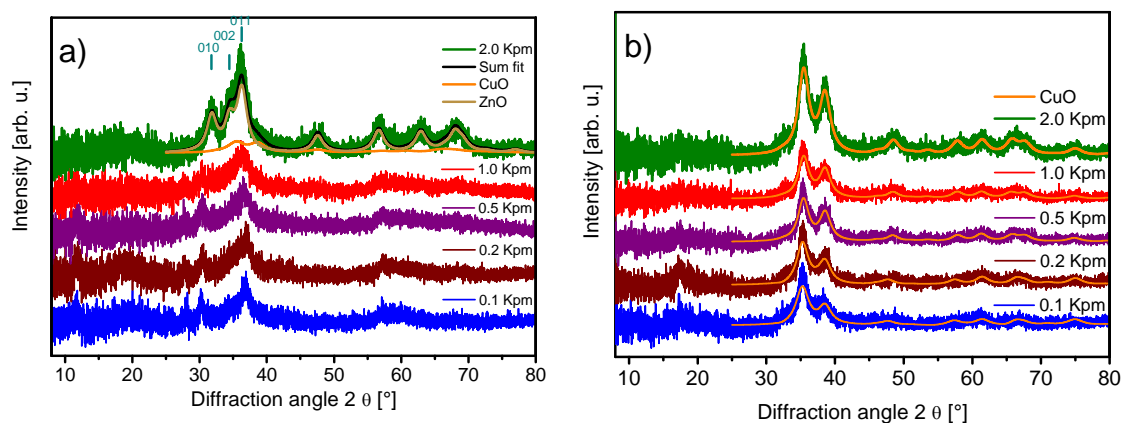 a)
010
002
011
2.0 Kpm
Sum fit
CuO
ZnO
1.0 Kpm
0.5 Kpm
0.2 Kpm
0.1 Kpm
Intensity [arb. u.]
10 20 30 40 50 60 70 80
Diffraction angle 2 θ [°]
b)
CuO
2.0 Kpm
1.0 Kpm
0.5 Kpm
0.2 Kpm
0.1 Kpm
Intensity [arb. u.]
10 20 30 40 50 60 70 80
Diffraction angle 2 θ [°]